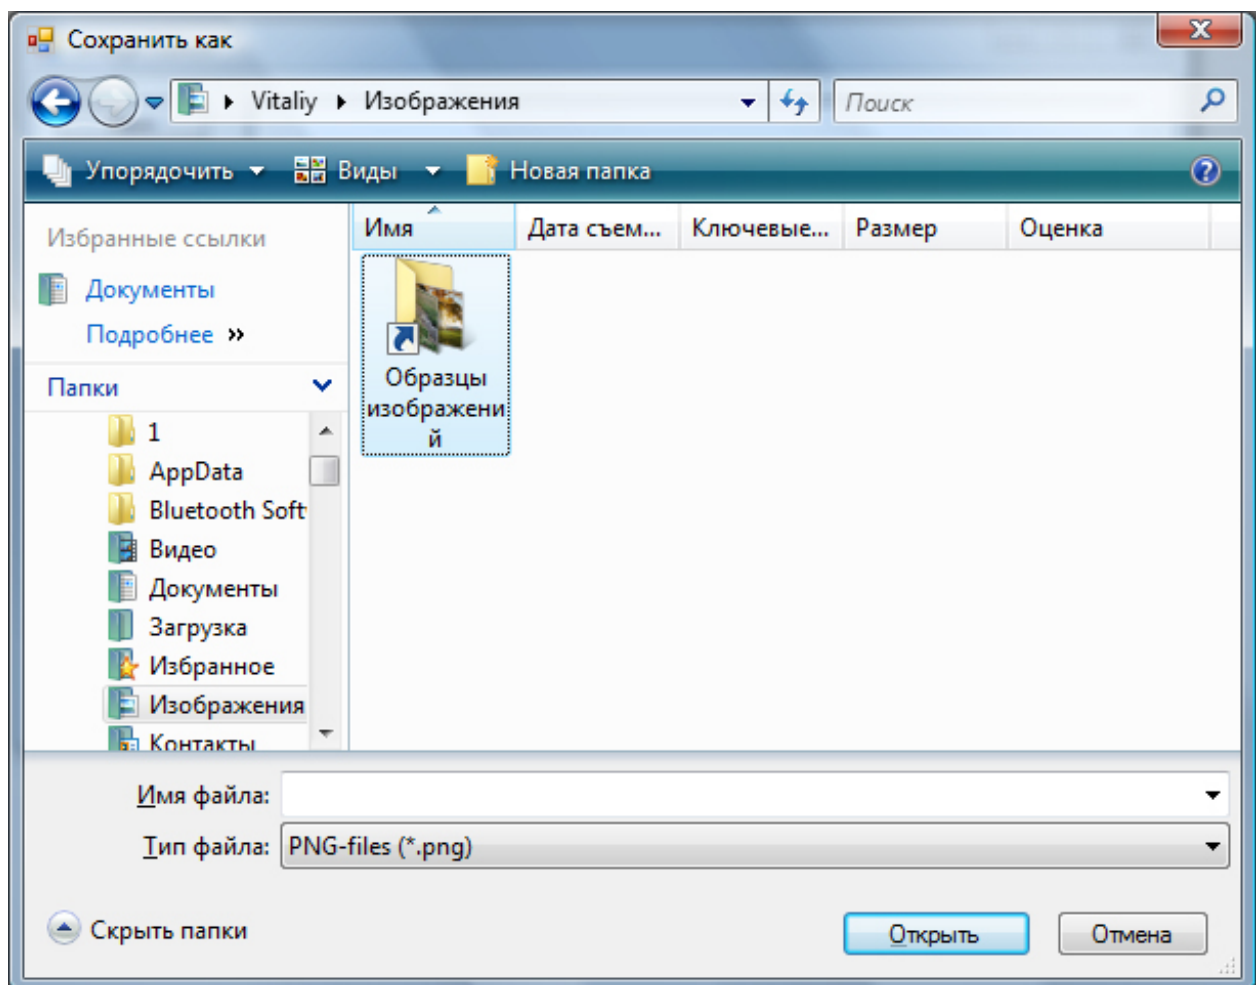 Сохранить как
Vitaliy Изображения Поиск
Упорядочить Виды Новая папка
Избранные ссылки
Документы
Подробнее »
Папки
1
AppData
Bluetooth Soft
Видео
Документы
Загрузка
Избранное
Изображения
Контакты
Имя Дата съем... Ключевые... Размер Оценка
Образцы
изображени
й
Имя файла:
Тип файла: PNG-files (*.png)
Скрыть папки Открыть Отмена